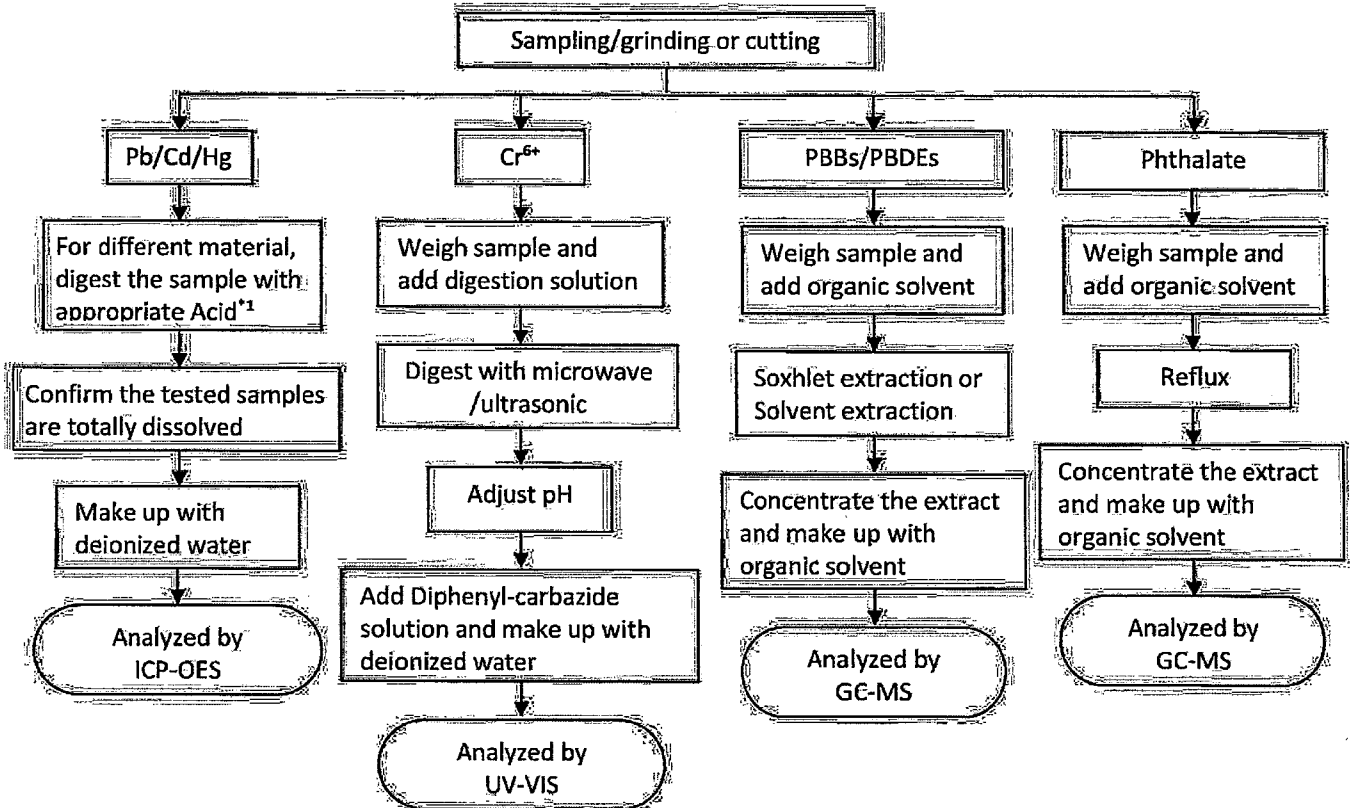 Sampling/grinding or cutting
Pb/Cd/Hg
For different material,
digest the sample with
appropriate Acid*1
Confirm the tested samples
are totally dissolved
Make up with
deionized water
Analyzed by
ICP-OES
Cr6+
Weigh sample and
add digestion solution
Digest with microwave
/ultrasonic
Adjust pH
Add Diphenyl-carbazide
solution and make up with
deionized water
Analyzed by
UV-VIS
PBBs/PBDEs
Weigh sample and
add organic solvent
Soxhlet extraction or
Solvent extraction
Concentrate the extract
and make up with
organic solvent
Analyzed by
GC-MS
Phthalate
Weigh sample and
add organic solvent
Reflux
Concentrate the extract
and make up with
organic solvent
Analyzed by
GC-MS